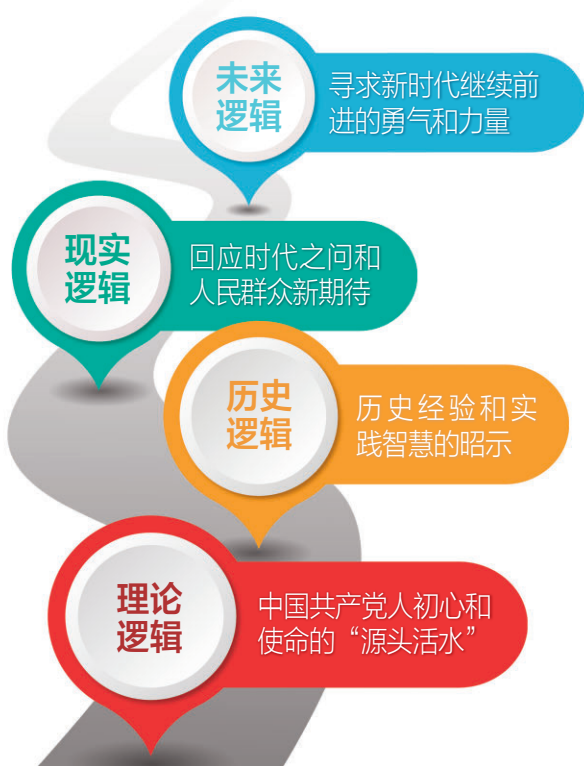 未来
逻辑
寻求新时代继续前
进的勇气和力量
现实
逻辑
回应时代之问和
人民群众新期待
历史
逻辑
历史经验和实
践智慧的昭示
理论
逻辑
中国共产党人初心和
使命的“源头活水”